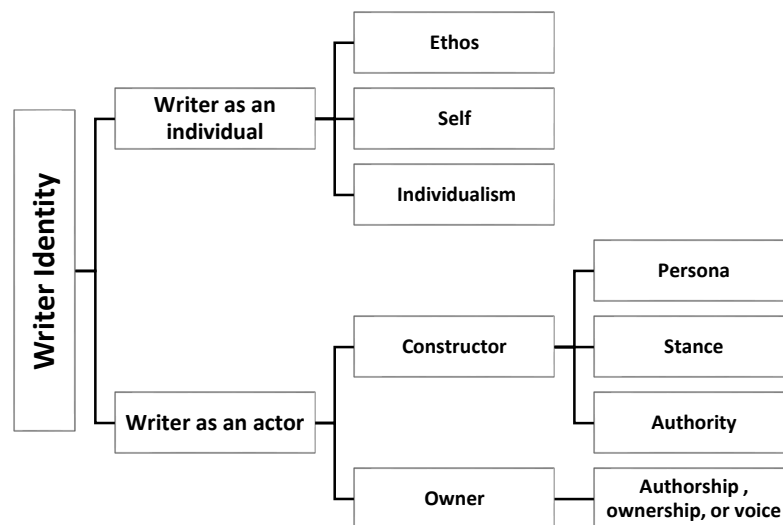 Writer Identity
Writer as an
individual
Ethos
Self
Individualism
Writer as an actor
Constructor
Persona
Stance
Authority
Owner
Authorship ,
ownership, or voice